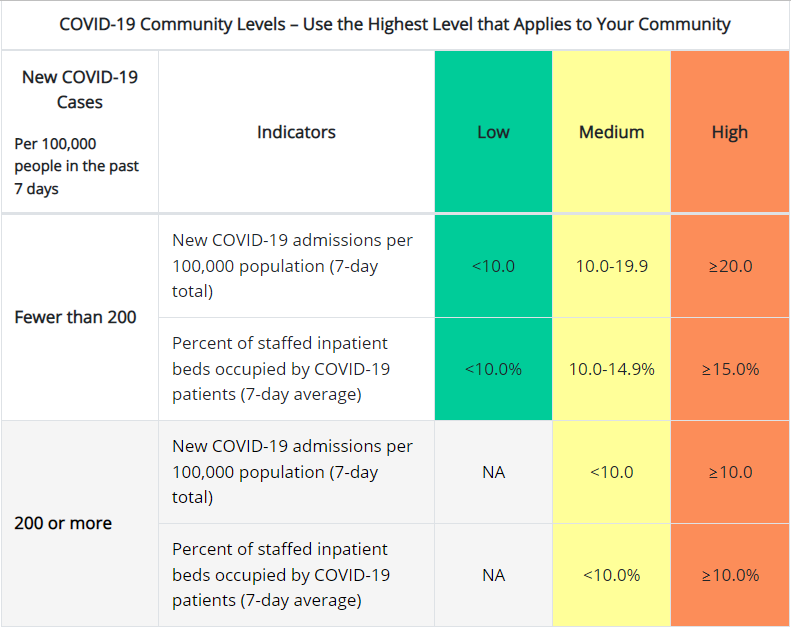 COVID-19 Community Levels – Use the Highest Level that Applies to Your Community
New COVID-19
Cases
Per 100,000
people in the past
7 days
Indicators
Low
Medium
High
Fewer than 200
New COVID-19 admissions per
100,000 population (7-day
total)
<10.0
10.0-19.9
≥20.0
Percent of staffed inpatient
beds occupied by COVID-19
patients (7-day average)
<10.0%
10.0-14.9%
≥15.0%
200 or more
New COVID-19 admissions per
100,000 population (7-day
total)
NA
<10.0
≥10.0
Percent of staffed inpatient
beds occupied by COVID-19
patients (7-day average)
NA
<10.0%
≥10.0%